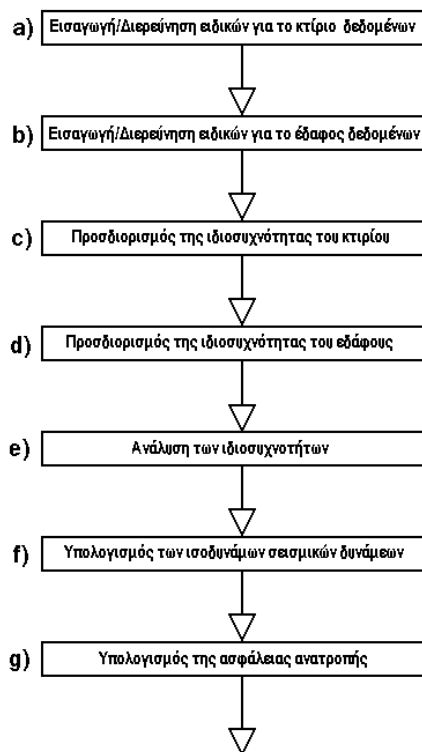 a) Εισαγωγή/Διερεύνηση ειδικών για το κτίριο δεδομένων
b) Εισαγωγή/Διερεύνηση ειδικών για το έδαφος δεδομένων
c) Προσδιορισμός της ιδιοσυχνότητας του κτιρίου
d) Προσδιορισμός της ιδιοσυχνότητας του εδάφους
e) Ανάλυση των ιδιοσυχνοτήτων
f) Υπολογισμός των ισοδυνάμων σεισμικών δυνάμεων
g) Υπολογισμός της ασφάλειας ανατροπής